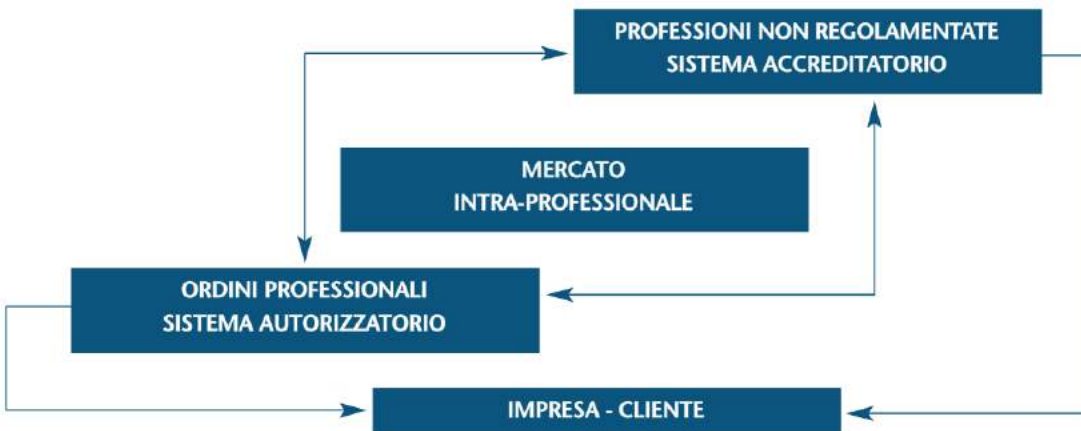 PROFESSIONI NON REGOLAMENTATE
SISTEMA ACCREDITATORIO
MERCATO
INTRA-PROFESSIONALE
ORDINI PROFESSIONALI
SISTEMA AUTORIZZATORIO
IMPRESA - CLIENTE